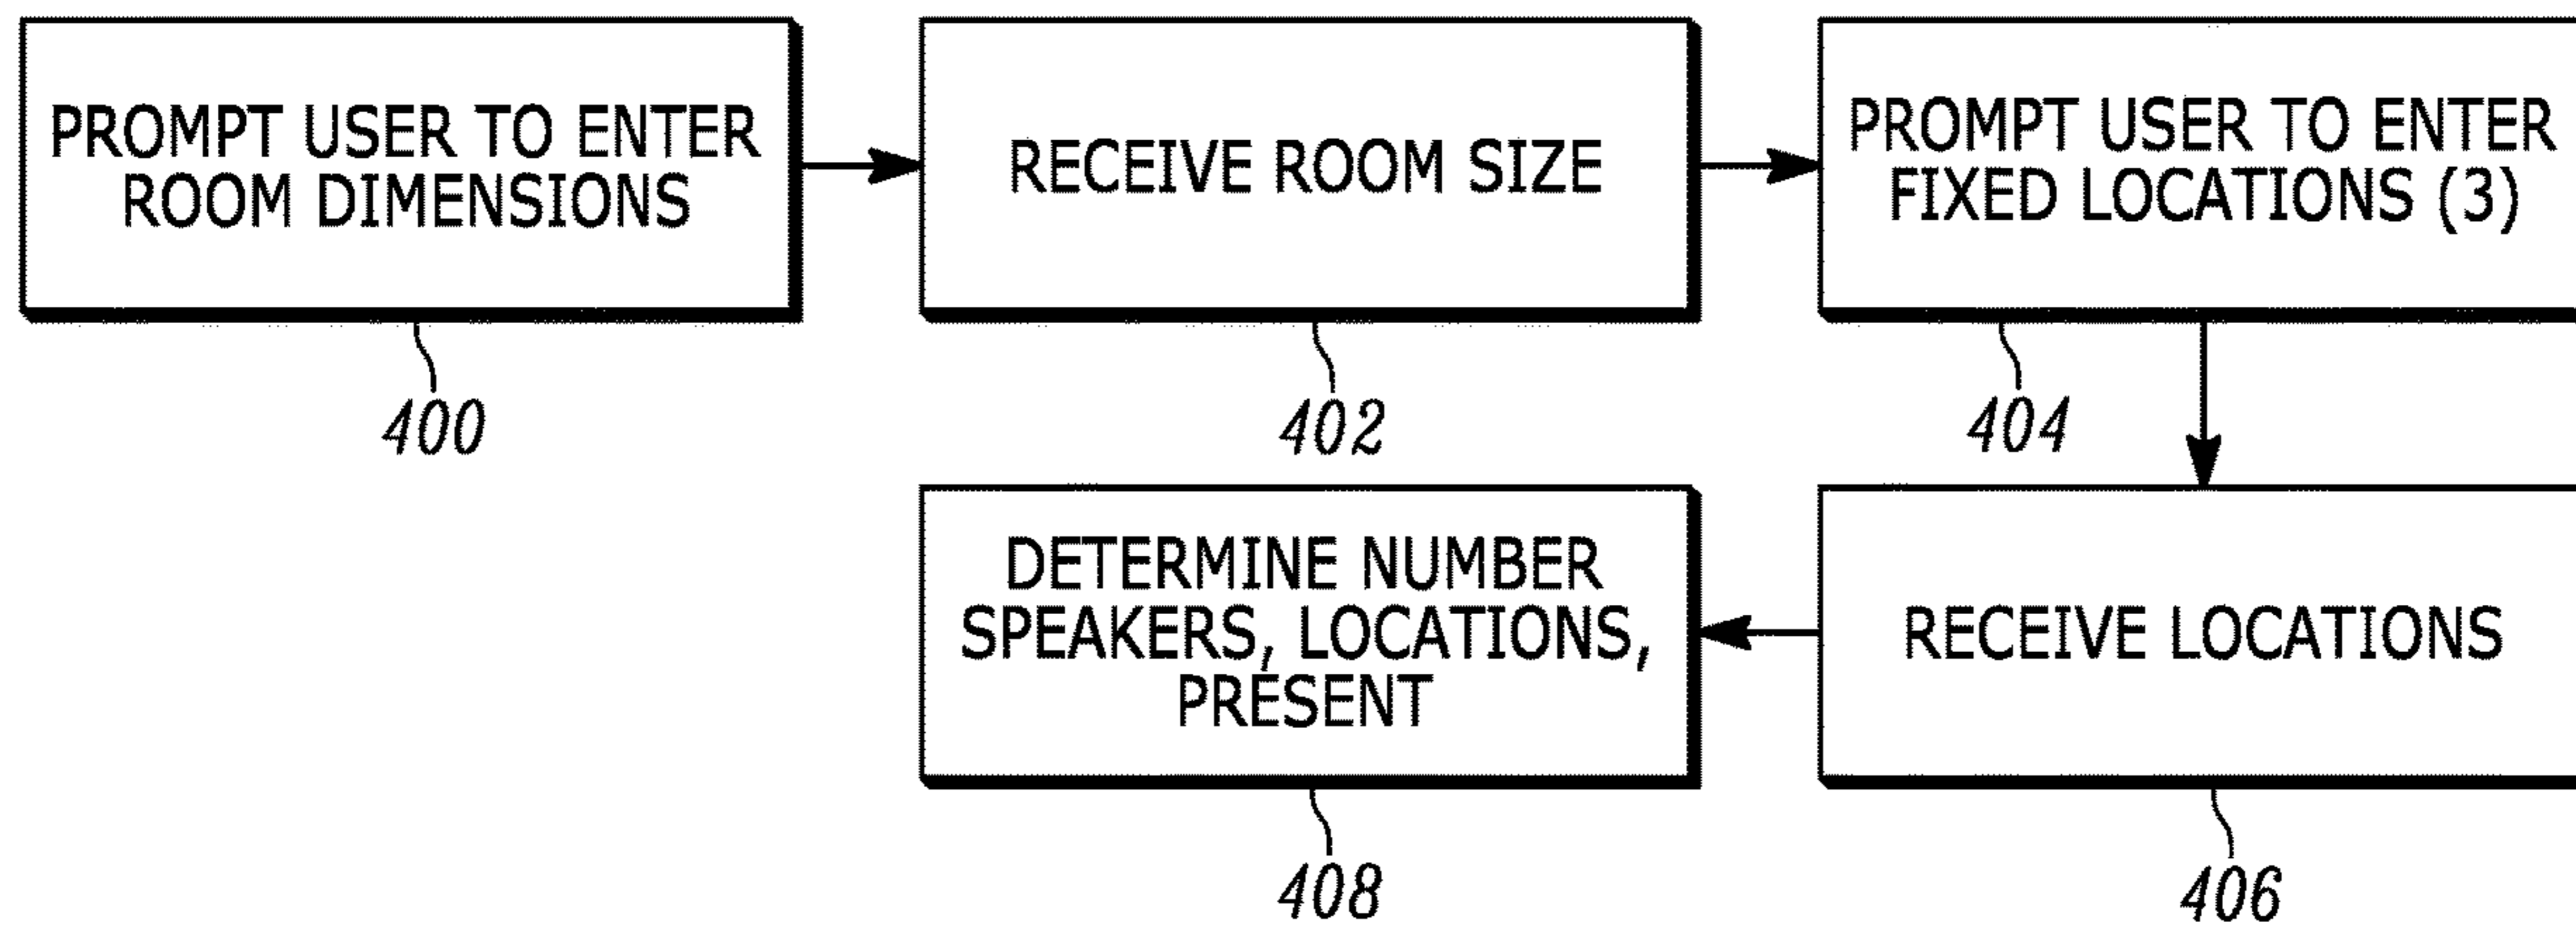 PROMPT USER TO ENTER
ROOM DIMENSIONS
400
RECEIVE ROOM SIZE
402
PROMPT USER TO ENTER
FIXED LOCATIONS (3)
404
RECEIVE LOCATIONS
406
DETERMINE NUMBER
SPEAKERS, LOCATIONS,
PRESENT
408